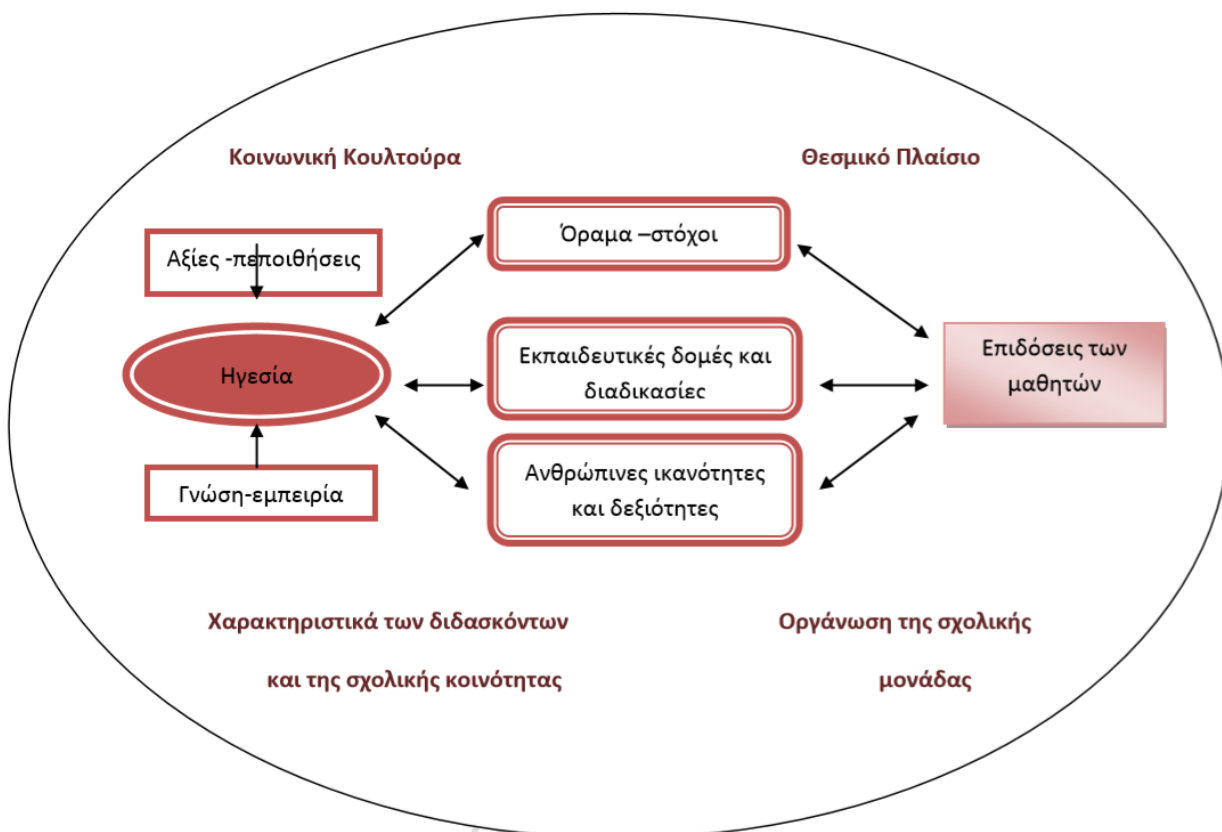 Κοινωνική Κουλτούρα
Θεσμικό Πλαίσιο
Όραμα –στόχοι
Αξίες -πεποιθήσεις
Εκπαιδευτικές δομές και
διαδικασίες
Επιδόσεις των
μαθητών
Ηγεσία
Ανθρώπινες ικανότητες
και δεξιότητες
Γνώση-εμπειρία
Χαρακτηριστικά των διδασκόντων
και της σχολικής κοινότητας
Οργάνωση της σχολικής
μονάδας